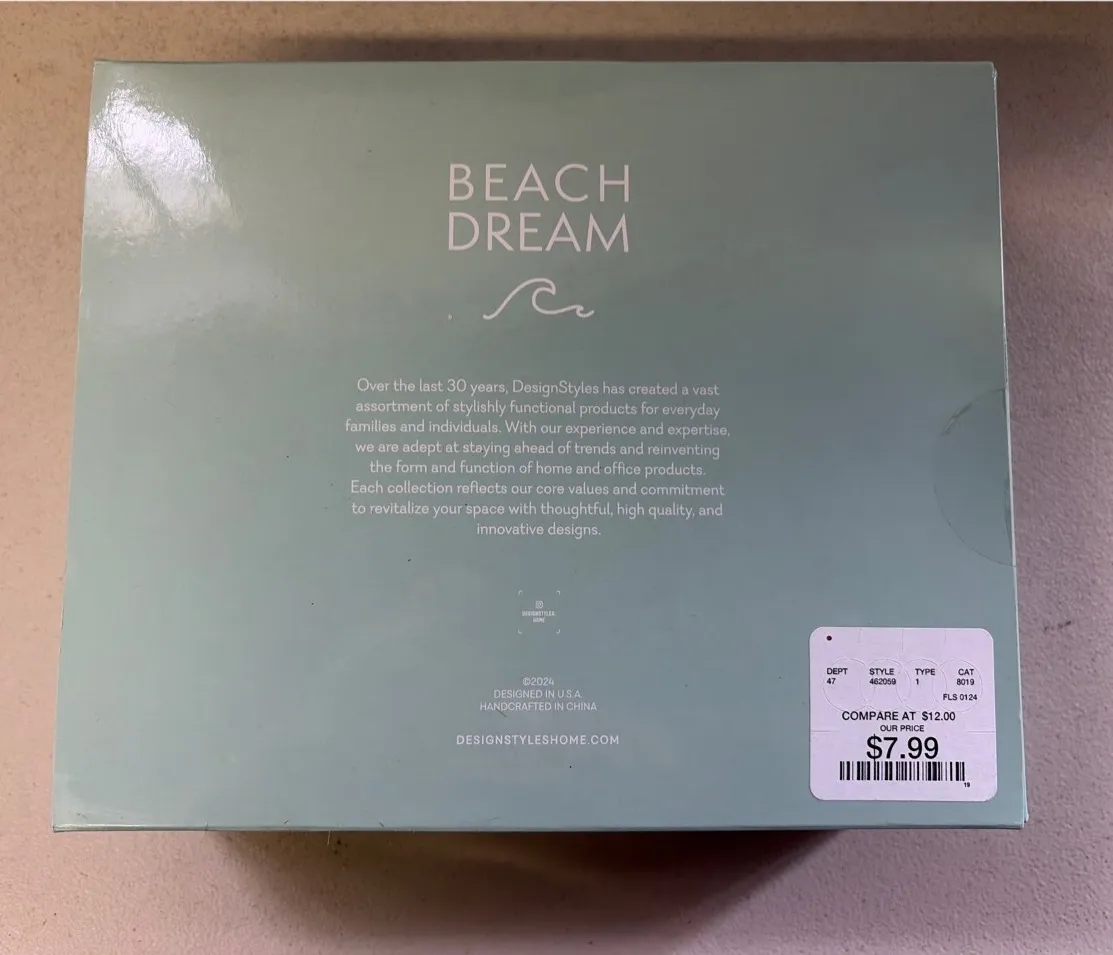 BEACH
DREAM
Over the last 30 years, DesignStyles has created a vast
assortment of stylishly functional products for everyday
families and individuals. With our experience and expertise,
we are adept at staying ahead of trends and reinventing
the form and function of home and office products.
Each collection reflects our core values and commitment
to revitalize your space with thoughtful, high quality, and
innovative designs.
DESIGNSTYLES.
HOME
©2024
DESIGNED IN U.S.A.
HANDCRAFTED IN CHINA
DESIGNSTYLESHOME.COM
DEPT STYLE TYPE CAT
47 462059 1 8019
FLS 0124
COMPARE AT $12.00
OUR PRICE
$7.99
19